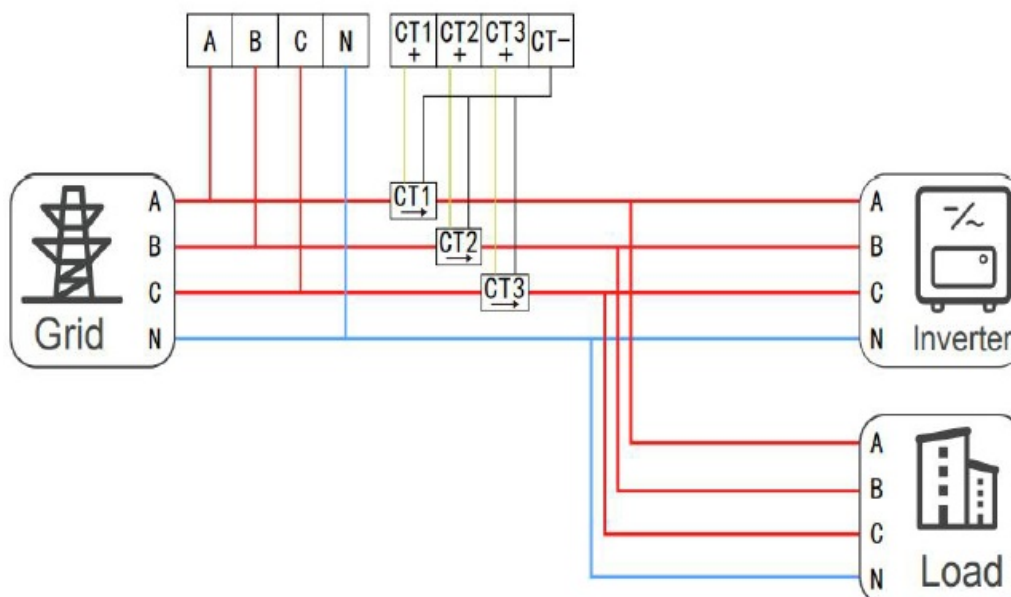 A B C N
CT1 + CT2 + CT3 + CT-
CT1
CT2
CT3
A
B
C
N
Grid
A
B
C
N
Inverter
A
B
C
N
Load